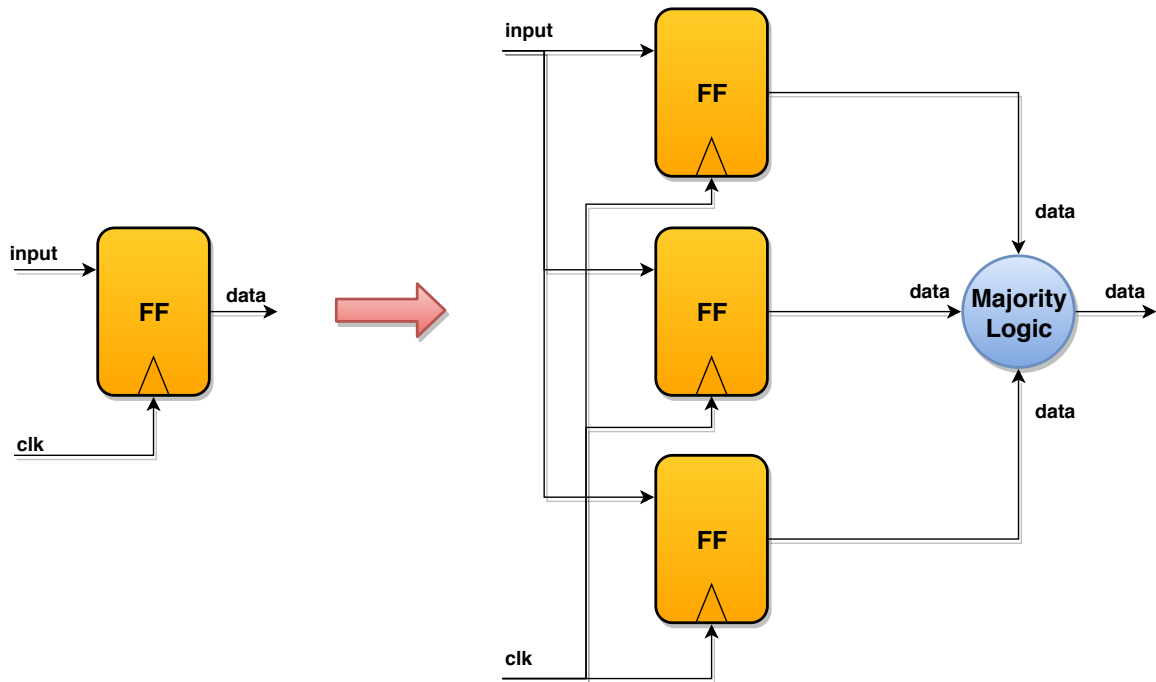 input
FF
data
clk
input
FF
data
FF
data
Majority
Logic
data
data
FF
clk